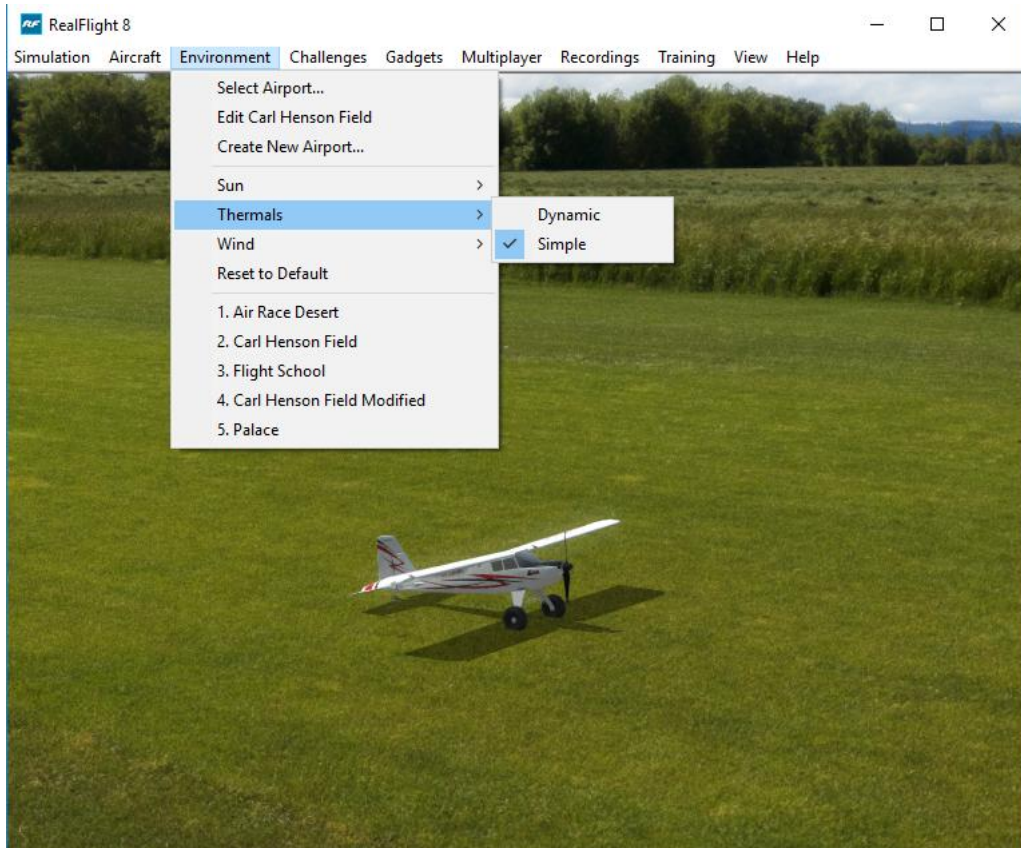 RF RealFlight 8
Simulation Aircraft Environment Challenges Gadgets Multiplayer Recordings Training View Help
Select Airport...
Edit Carl Henson Field
Create New Airport...
Sun
Thermals
Dynamic
Wind
Simple
Reset to Default
1. Air Race Desert
2. Carl Henson Field
3. Flight School
4. Carl Henson Field Modified
5. Palace